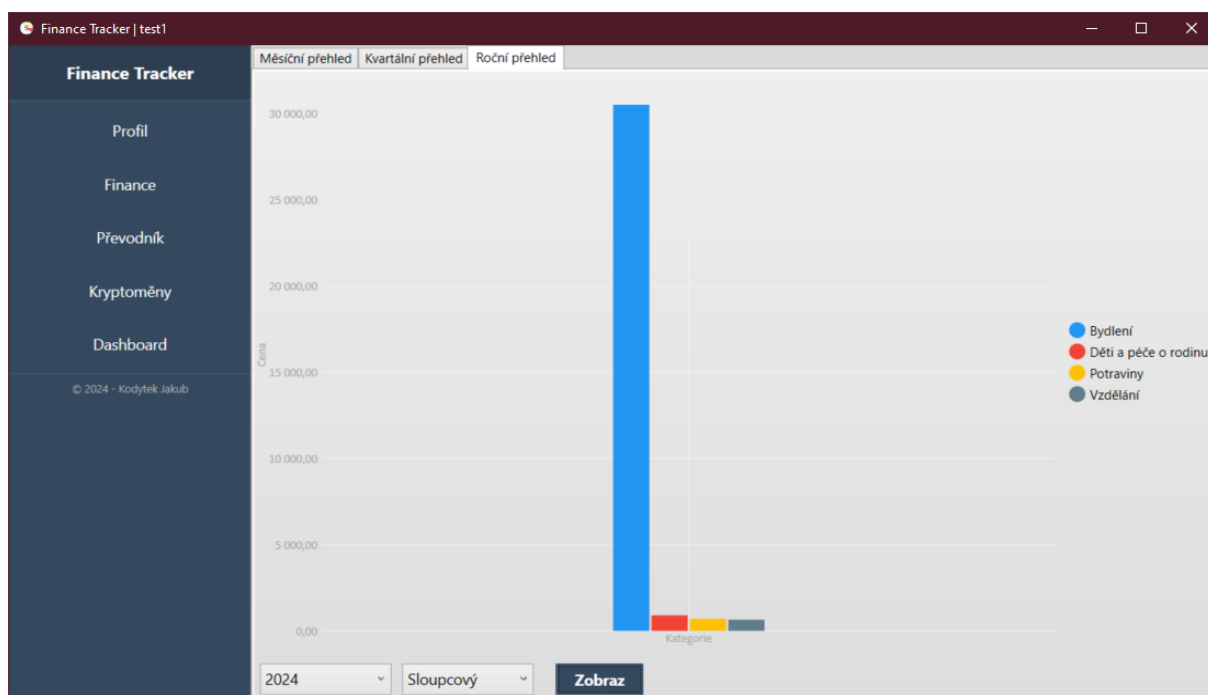 Finance Tracker | test1
Finance Tracker
Profil
Finance
Převodník
Kryptoměny
Dashboard
© 2024 - Kodytek Jakub
Měsíční přehled
Kvartální přehled
Roční přehled
30 000,00
25 000,00
20 000,00
15 000,00
10 000,00
5 000,00
0,00
Cena
Kategorie
Bydlení
Děti a péče o rodinu
Potraviny
Vzdělání
2024
Sloupcový
Zobraz